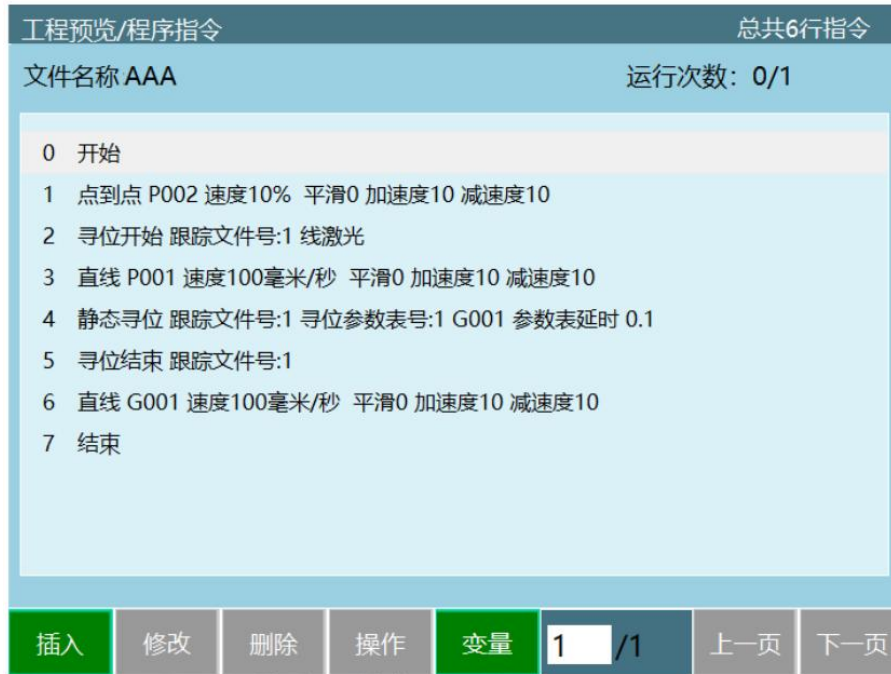 工程预览/程序指令 总共6行指令
文件名称:AAA 运行次数：0/1
0 开始
1 点到点 P002 速度10% 平滑0 加速度10 减速度10
2 寻位开始 跟踪文件号:1 线激光
3 直线 P001 速度100毫米/秒 平滑0 加速度10 减速度10
4 静态寻位 跟踪文件号:1 寻位参数表号:1 G001 参数表延时 0.1
5 寻位结束 跟踪文件号:1
6 直线 G001 速度100毫米/秒 平滑0 加速度10 减速度10
7 结束
插入 修改 删除 操作 变量 1 /1 上一页 下一页